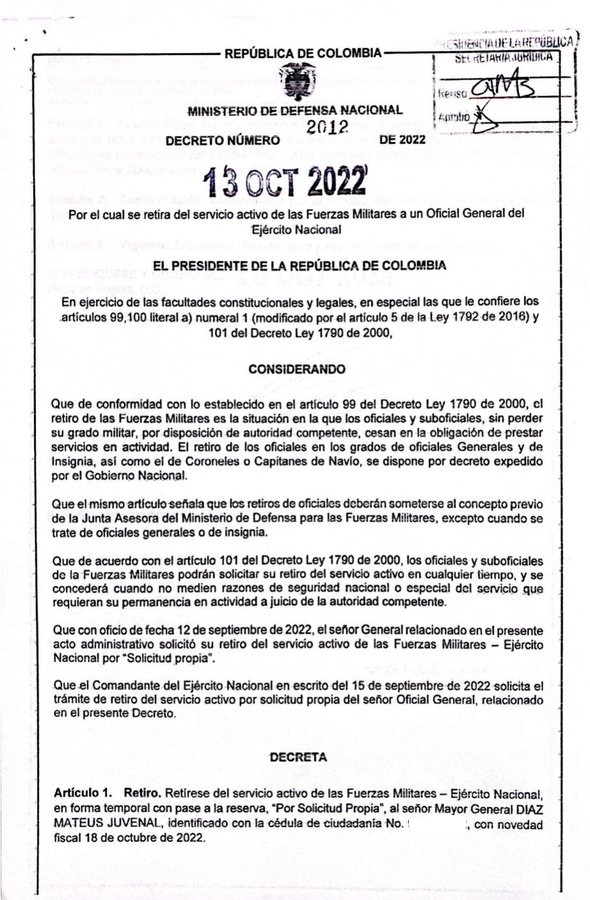 REPÚBLICA DE COLOMBIA
PRESIDENCIA DE LA REPÚBLICA
SECRETARIA JURIDICA
Revisó
Aprobó
MINISTERIO DE DEFENSA NACIONAL
DECRETO NÚMERO 2012 DE 2022
13 OCT 2022
Por el cual se retira del servicio activo de las Fuerzas Militares a un Oficial General del
Ejército Nacional
EL PRESIDENTE DE LA REPÚBLICA DE COLOMBIA
En ejercicio de las facultades constitucionales y legales, en especial las que le confiere los
artículos 99,100 literal a) numeral 1 (modificado por el artículo 5 de la Ley 1792 de 2016) y
101 del Decreto Ley 1790 de 2000,
CONSIDERANDO
Que de conformidad con lo establecido en el artículo 99 del Decreto Ley 1790 de 2000, el
retiro de las Fuerzas Militares es la situación en la que los oficiales y suboficiales, sin perder
su grado militar, por disposición de autoridad competente, cesan en la obligación de prestar
servicios en actividad. El retiro de los oficiales en los grados de oficiales Generales y de
Insignia, así como el de Coroneles o Capitanes de Navío, se dispone por decreto expedido
por el Gobierno Nacional.
Que el mismo artículo señala que los retiros de oficiales deberán someterse al concepto previo
de la Junta Asesora del Ministerio de Defensa para las Fuerzas Militares, excepto cuando se
trate de oficiales generales o de insignia.
Que de acuerdo con el artículo 101 del Decreto Ley 1790 de 2000, los oficiales y suboficiales
de la Fuerzas Militares podrán solicitar su retiro del servicio activo en cualquier tiempo, y se
concederá cuando no medien razones de seguridad nacional o especial del servicio que
requieran su permanencia en actividad a juicio de la autoridad competente.
Que con oficio de fecha 12 de septiembre de 2022, el señor General relacionado en el presente
acto administrativo solicitó su retiro del servicio activo de las Fuerzas Militares – Ejército
Nacional por “Solicitud propia”.
Que el Comandante del Ejército Nacional en escrito del 15 de septiembre de 2022 solicita el
trámite de retiro del servicio activo por solicitud propia del señor Oficial General, relacionado
en el presente Decreto.
DECRETA
Artículo 1. Retiro. Retírese del servicio activo de las Fuerzas Militares – Ejército Nacional,
en forma temporal con pase a la reserva, “Por Solicitud Propia”, al señor Mayor General DIAZ
MATEUS JUVENAL, identificado con la cédula de ciudadanía No. , con novedad
fiscal 18 de octubre de 2022.